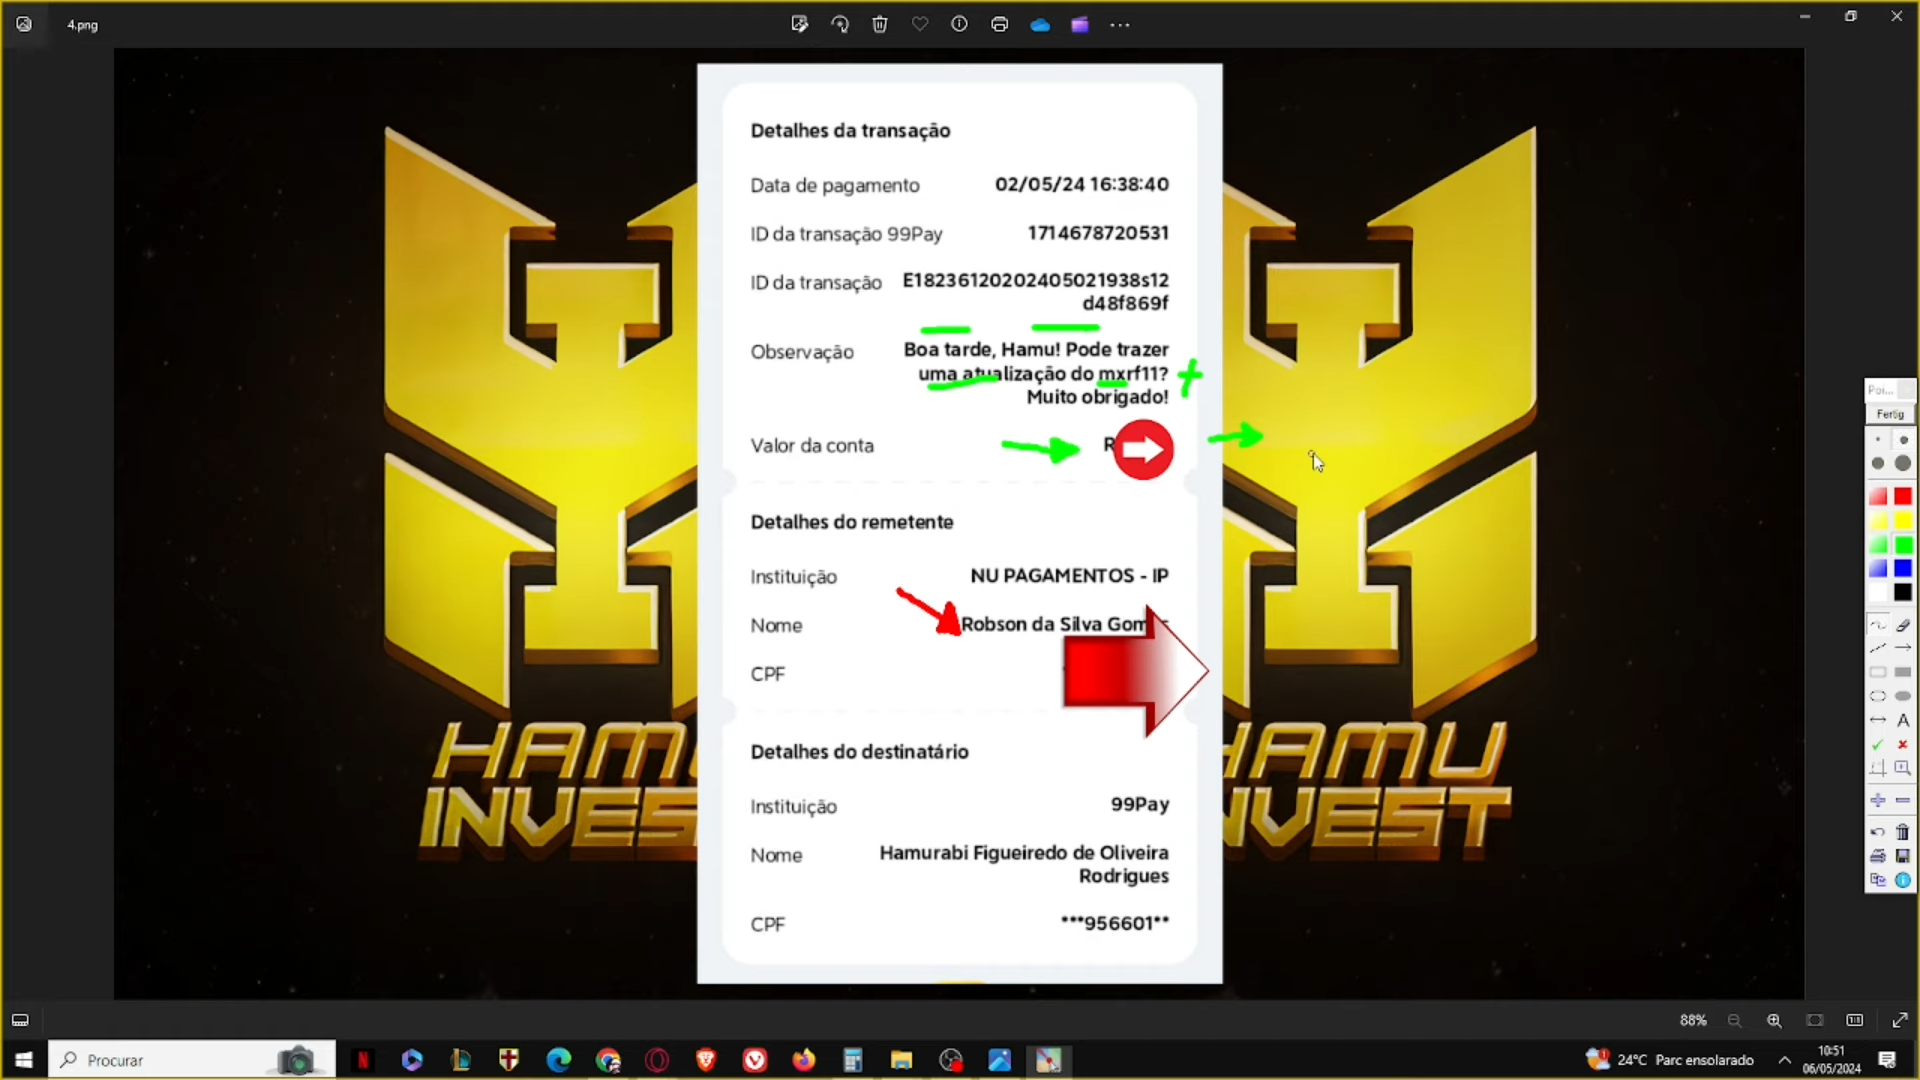 4.png
Detalhes da transação
Data de pagamento 02/05/24 16:38:40
ID da transação 99Pay 1714678720531
ID da transação E18236120202405021938s12
d48f869f
Observação Boa tarde, Hamu! Pode trazer
uma atualização do mxrf11?
Muito obrigado!
Valor da conta R
Detalhes do remetente
Instituição NU PAGAMENTOS - IP
Nome Robson da Silva Gomes
CPF
Detalhes do destinatário
Instituição 99Pay
Nome Hamurabi Figueiredo de Oliveira
Rodrigues
CPF ***956601**
HAMU
INVEST
HAMU
INVEST
Poi...
Fertig
A
88%
Procurar
24°C Parc ensolarado
10:51
06/05/2024